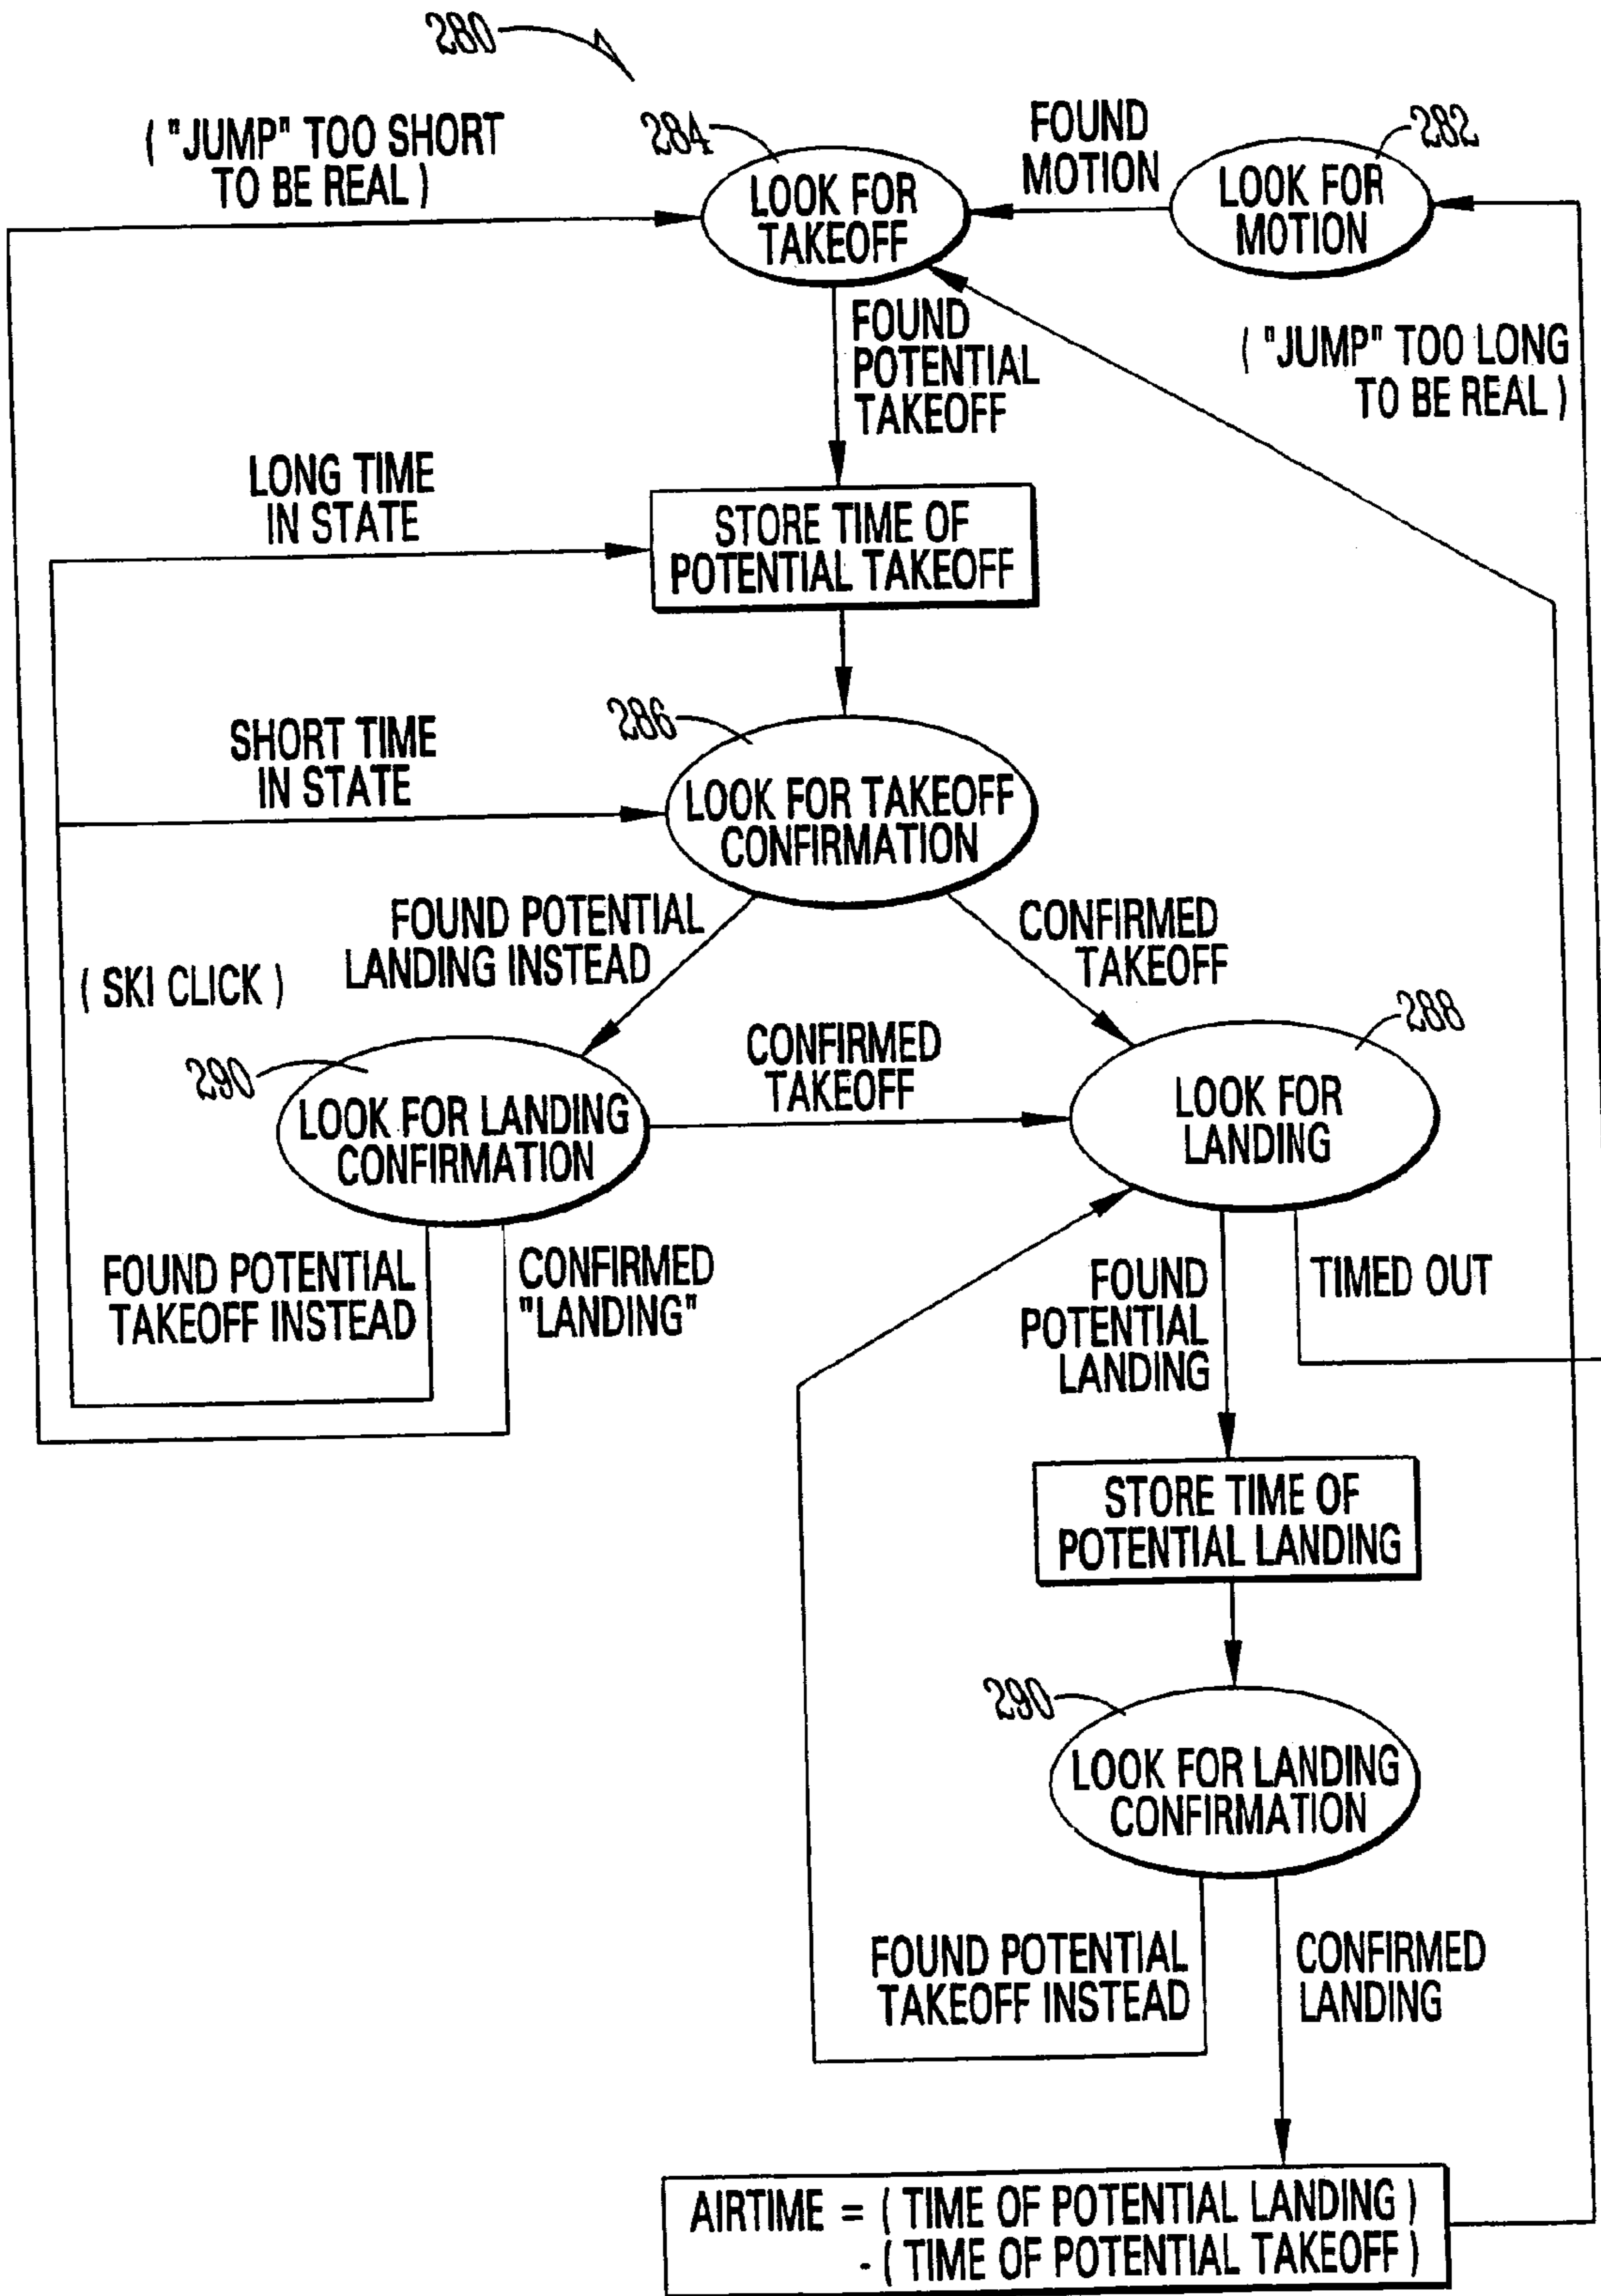 280
( "JUMP" TOO SHORT
TO BE REAL )
284
LOOK FOR
TAKEOFF
FOUND
MOTION
282
LOOK FOR
MOTION
FOUND
POTENTIAL
TAKEOFF
( "JUMP" TOO LONG
TO BE REAL )
LONG TIME
IN STATE
STORE TIME OF
POTENTIAL TAKEOFF
SHORT TIME
IN STATE
286
LOOK FOR TAKEOFF
CONFIRMATION
FOUND POTENTIAL
LANDING INSTEAD
CONFIRMED
TAKEOFF
( SKI CLICK )
290
LOOK FOR LANDING
CONFIRMATION
CONFIRMED
TAKEOFF
288
LOOK FOR
LANDING
FOUND POTENTIAL
TAKEOFF INSTEAD
CONFIRMED
"LANDING"
FOUND
POTENTIAL
LANDING
TIMED OUT
STORE TIME OF
POTENTIAL LANDING
290
LOOK FOR LANDING
CONFIRMATION
FOUND POTENTIAL
TAKEOFF INSTEAD
CONFIRMED
LANDING
AIRTIME = ( TIME OF POTENTIAL LANDING )
- ( TIME OF POTENTIAL TAKEOFF )